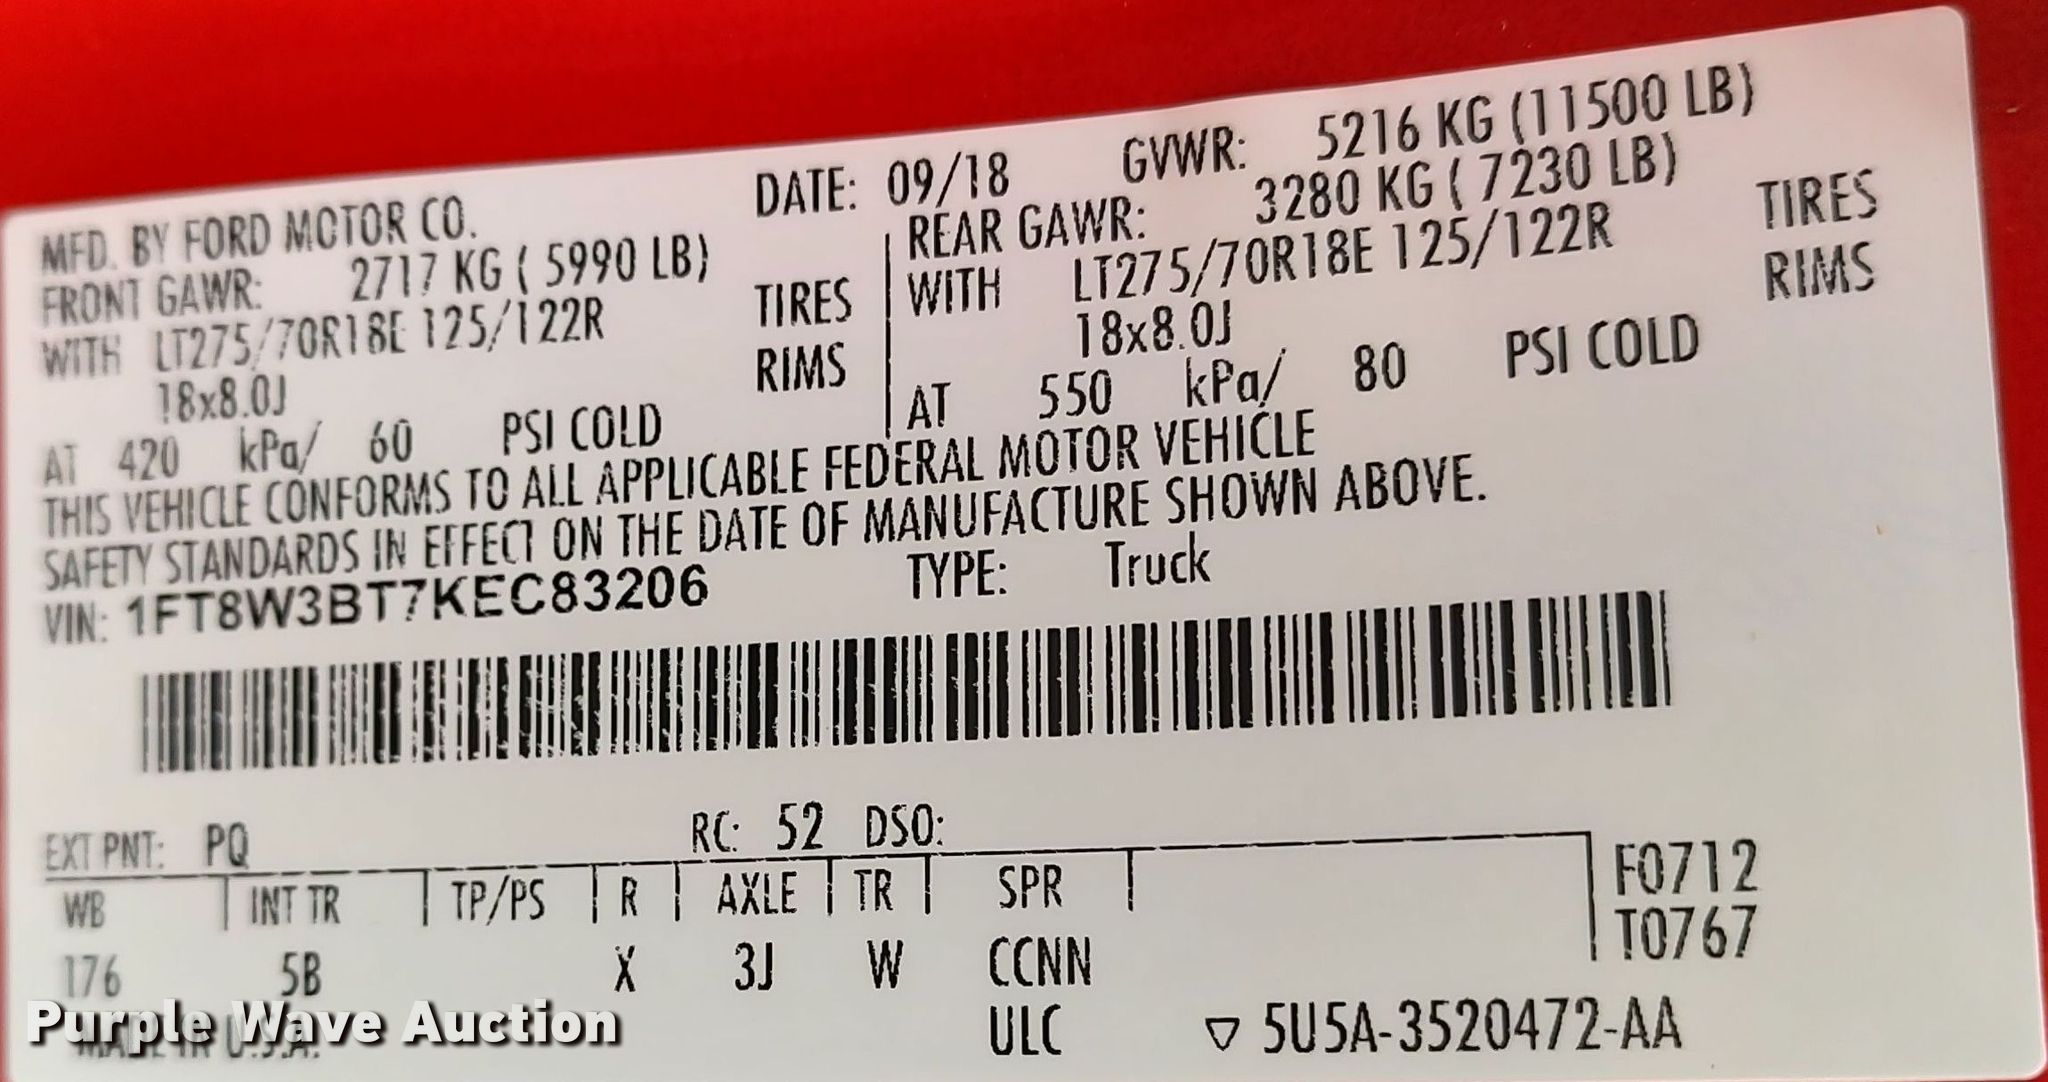 MFD. BY FORD MOTOR CO. DATE: 09/18 GVWR: 5216 KG (11500 LB)
FRONT GAWR: 2717 KG ( 5990 LB) REAR GAWR: 3280 KG ( 7230 LB)
WITH LT275/70R18E 125/122R TIRES WITH LT275/70R18E 125/122R TIRES
18x8.0J RIMS 18x8.0J RIMS
AT 420 kPa/ 60 PSI COLD AT 550 kPa/ 80 PSI COLD
THIS VEHICLE CONFORMS TO ALL APPLICABLE FEDERAL MOTOR VEHICLE
SAFETY STANDARDS IN EFFECT ON THE DATE OF MANUFACTURE SHOWN ABOVE.
VIN: 1FT8W3BT7KEC83206 TYPE: Truck
EXT PNT: PQ RC: 52 DSO:
WB INT TR TP/PS R AXLE TR SPR F0712
T0767
176 5B X 3J W CCNN
Purple Wave Auction
MADE IN U.S.A. ULC ▽ 5U5A-3520472-AA